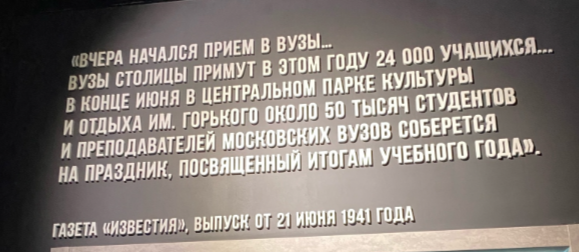 «ВЧЕРА НАЧАЛСЯ ПРИЕМ В ВУЗЫ...
ВУЗЫ СТОЛИЦЫ ПРИМУТ В ЭТОМ ГОДУ 24 000 УЧАЩИХСЯ...
В КОНЦЕ ИЮНЯ В ЦЕНТРАЛЬНОМ ПАРКЕ КУЛЬТУРЫ
И ОТДЫХА ИМ. ГОРЬКОГО ОКОЛО 50 ТЫСЯЧ СТУДЕНТОВ
И ПРЕПОДАВАТЕЛЕЙ МОСКОВСКИХ ВУЗОВ СОБЕРЕТСЯ
НА ПРАЗДНИК, ПОСВЯЩЕННЫЙ ИТОГАМ УЧЕБНОГО ГОДА».
ГАЗЕТА «ИЗВЕСТИЯ», ВЫПУСК ОТ 21 ИЮНЯ 1941 ГОДА